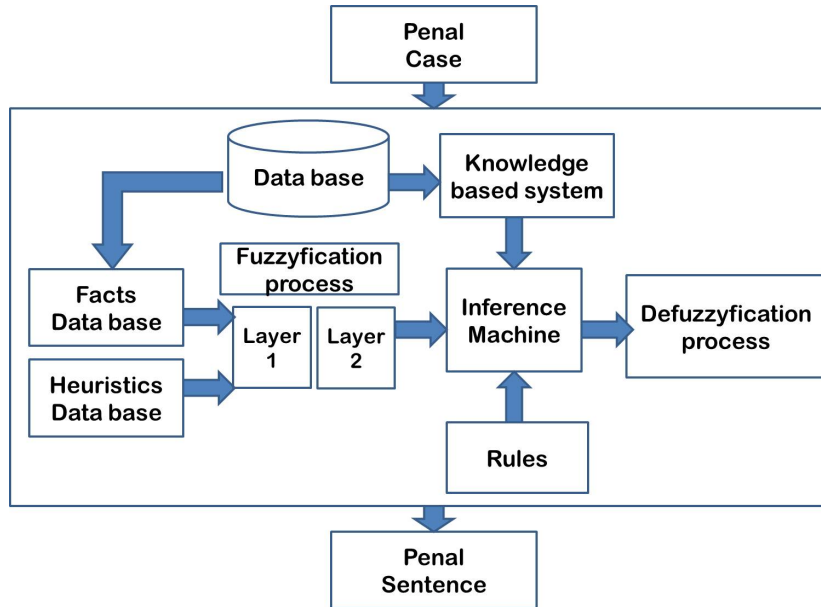 Penal
Case
Data base
Knowledge
based system
Fuzzyfication
process
Facts
Data base
Layer
1
Layer
2
Inference
Machine
Defuzzyfication
process
Heuristics
Data base
Rules
Penal
Sentence